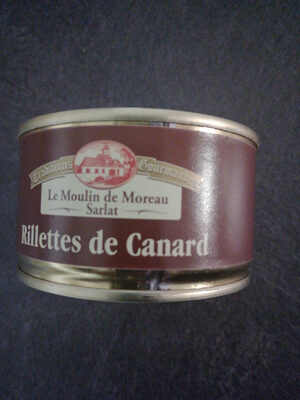 Traditions Gourmandes
Le Moulin de Moreau
Sarlat
Rillettes de Canard